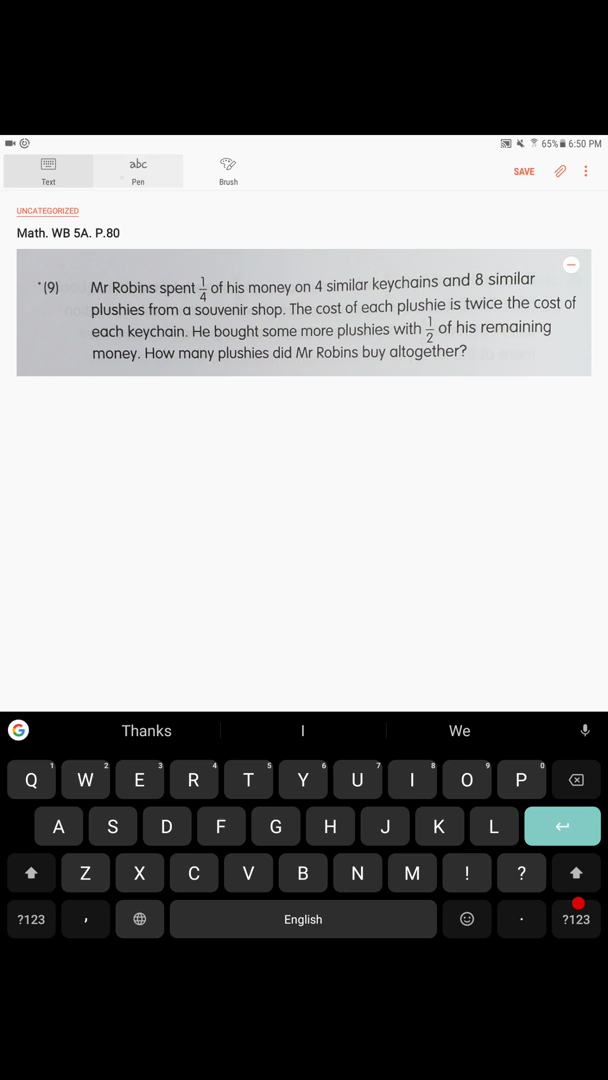 65% 6:50 PM
Text
abc
Pen
Brush
SAVE
UNCATEGORIZED
Math. WB 5A. P.80
*(9) Mr Robins spent 1/4 of his money on 4 similar keychains and 8 similar
plushies from a souvenir shop. The cost of each plushie is twice the cost of
each keychain. He bought some more plushies with 1/2 of his remaining
money. How many plushies did Mr Robins buy altogether?
G Thanks I We
1 2 3 4 5 6 7 8 9 0
Q W E R T Y U I O P
A S D F G H J K L
Z X C V B N M ! ?
?123 , English . ?123